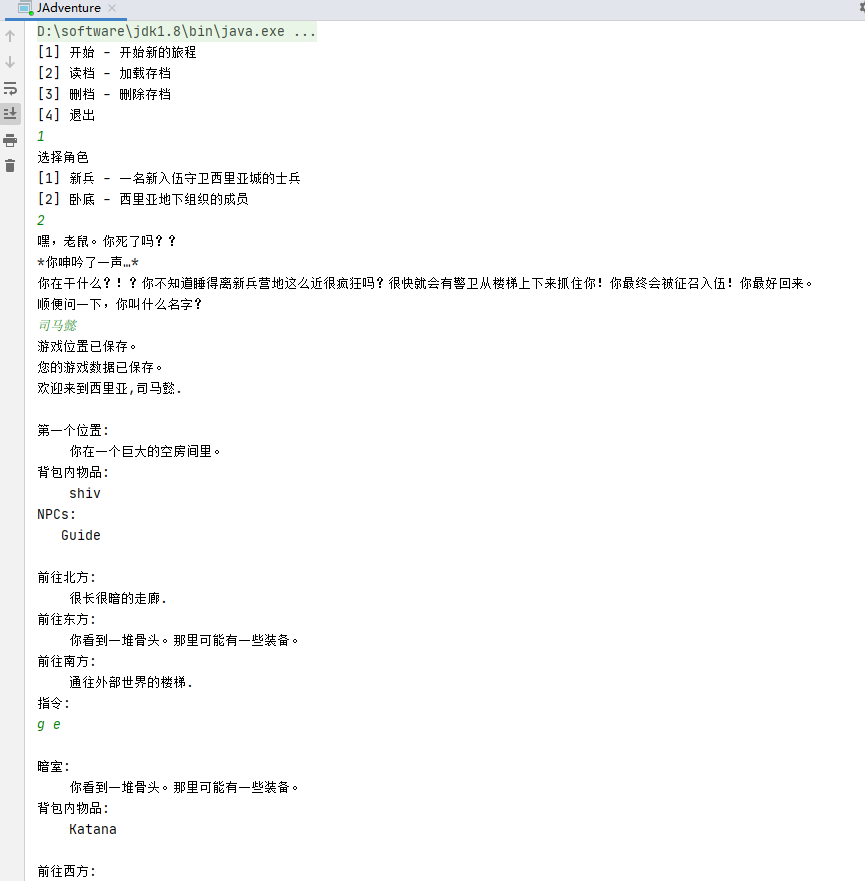 JAdventure
D:\software\jdk1.8\bin\java.exe ...
[1] 开始 - 开始新的旅程
[2] 读档 - 加载存档
[3] 删档 - 删除存档
[4] 退出
1
选择角色
[1] 新兵 - 一名新入伍守卫西里亚城的士兵
[2] 卧底 - 西里亚地下组织的成员
2
嘿，老鼠。你死了吗？？
*你呻吟了一声…*
你在干什么？！？你不知道睡得离新兵营地这么近很疯狂吗？很快就会有警卫从楼梯上下来抓住你！你最终会被征召入伍！你最好回来。
顺便问一下，你叫什么名字？
司马懿
游戏位置已保存。
您的游戏数据已保存。
欢迎来到西里亚,司马懿.
第一个位置:
你在一个巨大的空房间里。
背包内物品:
shiv
NPCs:
Guide
前往北方:
很长很暗的走廊.
前往东方:
你看到一堆骨头。那里可能有一些装备。
前往南方:
通往外部世界的楼梯.
指令:
g e
暗室:
你看到一堆骨头。那里可能有一些装备。
背包内物品:
Katana
前往西方: